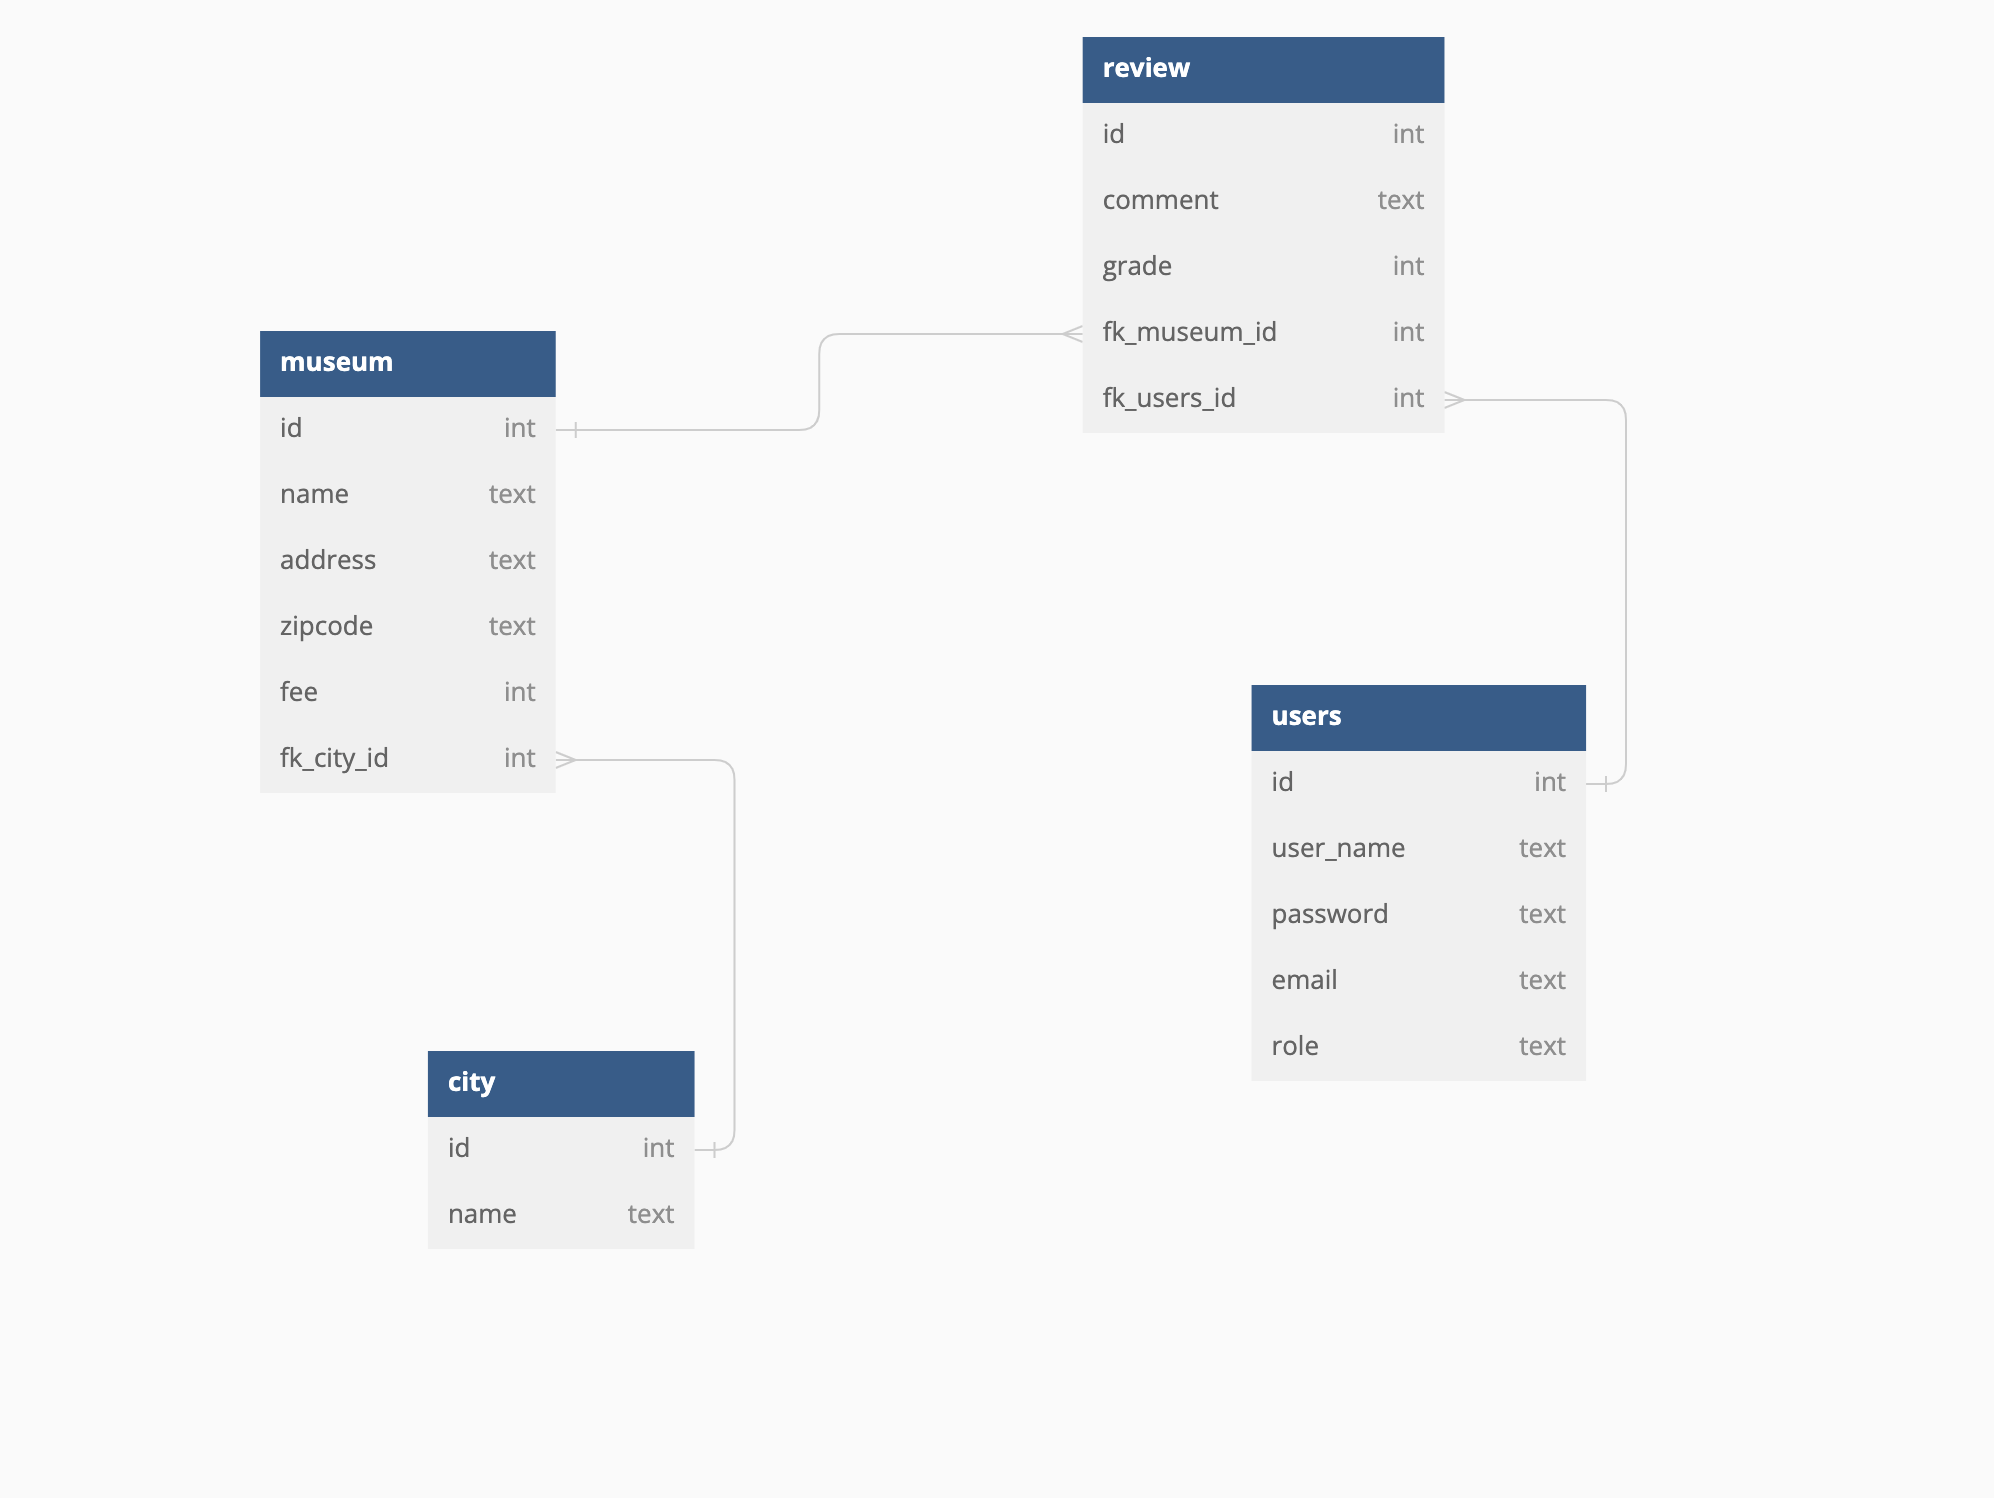 review
id int
comment text
grade int
fk_museum_id int
fk_users_id int
museum
id int
name text
address text
zipcode text
fee int
fk_city_id int
users
id int
user_name text
password text
email text
role text
city
id int
name text